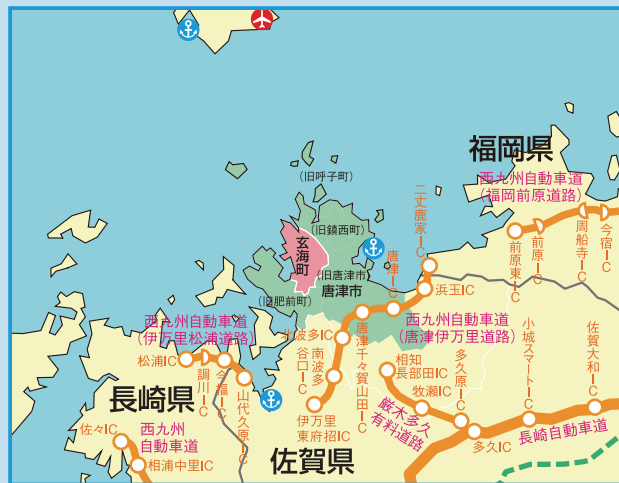 福岡県
西九州自動車道
(福岡前原道路)
今宿IC
周船寺IC
前原IC
前原東IC
二丈鹿家IC
(旧呼子町)
(旧鎮西町)
玄海町
(旧唐津市)
唐津市
(旧肥前町)
唐津IC
浜玉IC
西九州自動車道
(唐津伊万里道路)
西九州自動車道
(伊万里松浦道路)
北波多IC
唐津千々賀山田IC
南波多
谷口IC
伊万里
東府招IC
相知
長部田IC
牧瀬IC
厳木多久
有料道路
多久原IC
多久IC
小城スマートIC
佐賀大和IC
長崎自動車道
松浦IC
調川IC
今福IC
山代久原IC
長崎県
佐々IC
西九州
自動車道
相浦中里IC
佐賀県